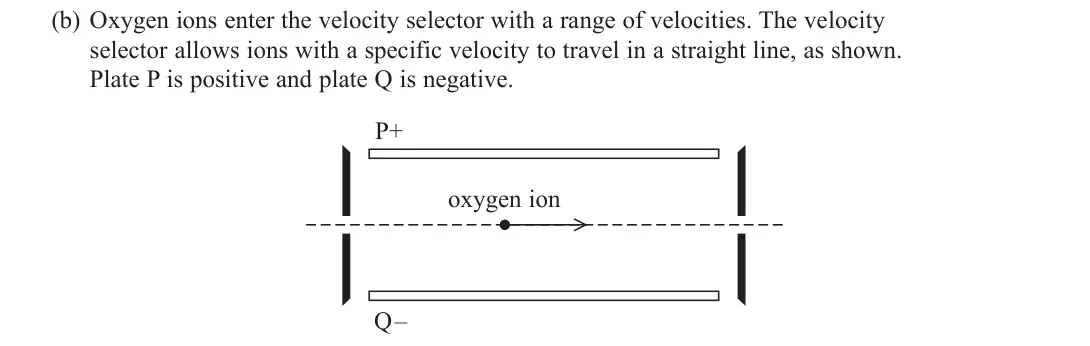 (b) Oxygen ions enter the velocity selector with a range of velocities. The velocity
selector allows ions with a specific velocity to travel in a straight line, as shown.
Plate P is positive and plate Q is negative.
P+
oxygen ion
Q–